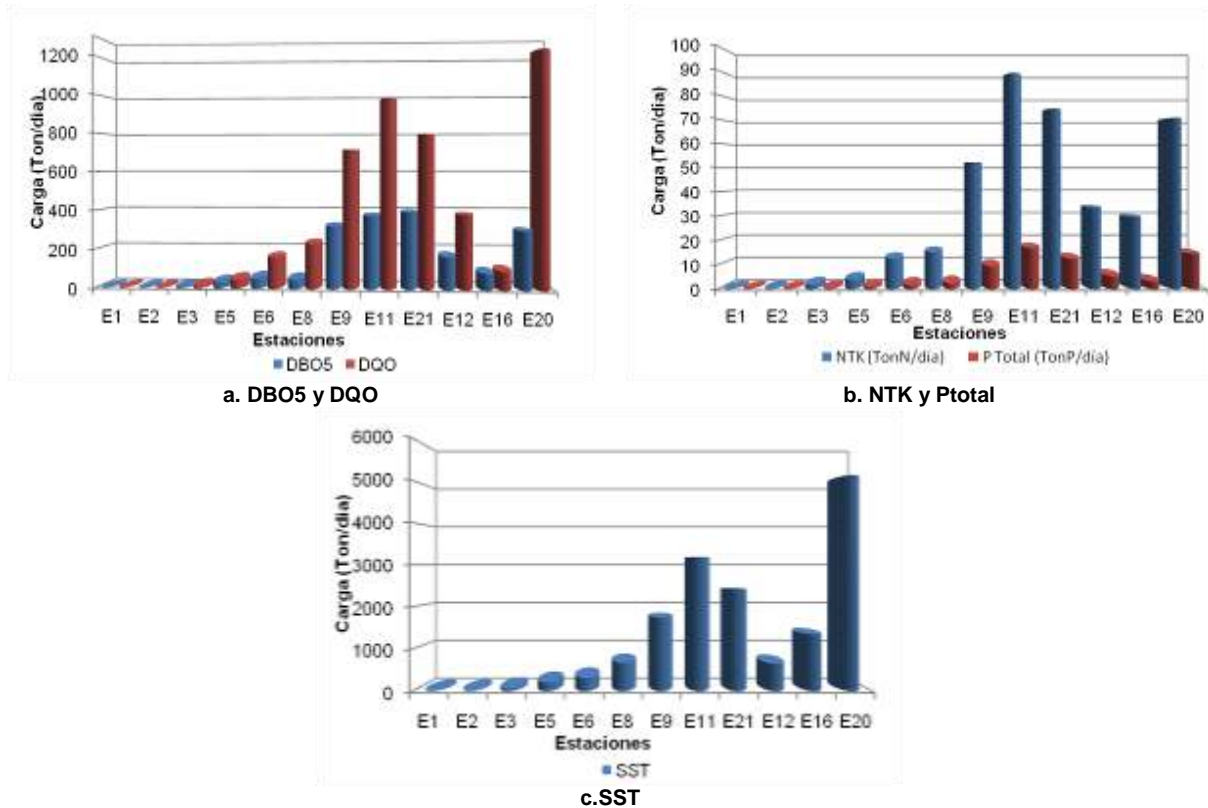 1200
1000
800
600
400
200
0
Carga (Ton/día)
E1 E2 E3 E5 E6 E8 E9 E11 E21 E12 E16 E20
Estaciones
DBO5 DQO
a. DBO5 y DQO
100
90
80
70
60
50
40
30
20
10
0
Carga (Ton/día)
E1 E2 E3 E5 E6 E8 E9 E11 E21 E12 E16 E20
Estaciones
NTK (TonN/día) P Total (TonP/día)
b. NTK y Ptotal
6000
5000
4000
3000
2000
1000
0
Carga (Ton/día)
E1 E2 E3 E5 E6 E8 E9 E11 E21 E12 E16 E20
Estaciones
SST
c.SST